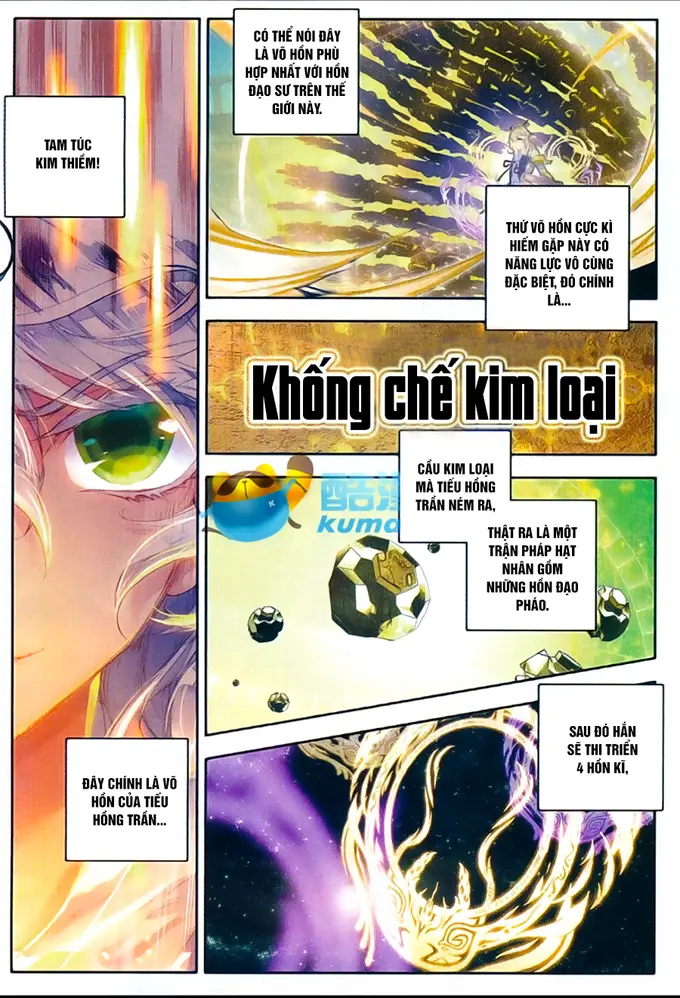 TAM TÚC
KIM THIỀM!
ĐÂY CHÍNH LÀ VÕ
HỒN CỦA TIẾU
HỒNG TRẦN...
CÓ THỂ NÓI ĐÂY
LÀ VÕ HỒN PHÙ
HỢP NHẤT VỚI HỒN
ĐẠO SƯ TRÊN THẾ
GIỚI NÀY.
THỨ VÕ HỒN CỰC KÌ
HIẾM GẶP NÀY CÓ
NĂNG LỰC VÔ CÙNG
ĐẶC BIỆT, ĐÓ CHÍNH
LÀ...
Khống chế kim loại
CẦU KIM LOẠI
MÀ TIẾU HỒNG
TRẦN NÉM RA,
THẬT RA LÀ MỘT
TRẬN PHÁP HẠT
NHÂN GỒM
NHỮNG HỒN ĐẠO
PHÁO.
K
酷
kuma
SAU ĐÓ HẮN
SẼ THI TRIỂN
4 HỒN KĨ,